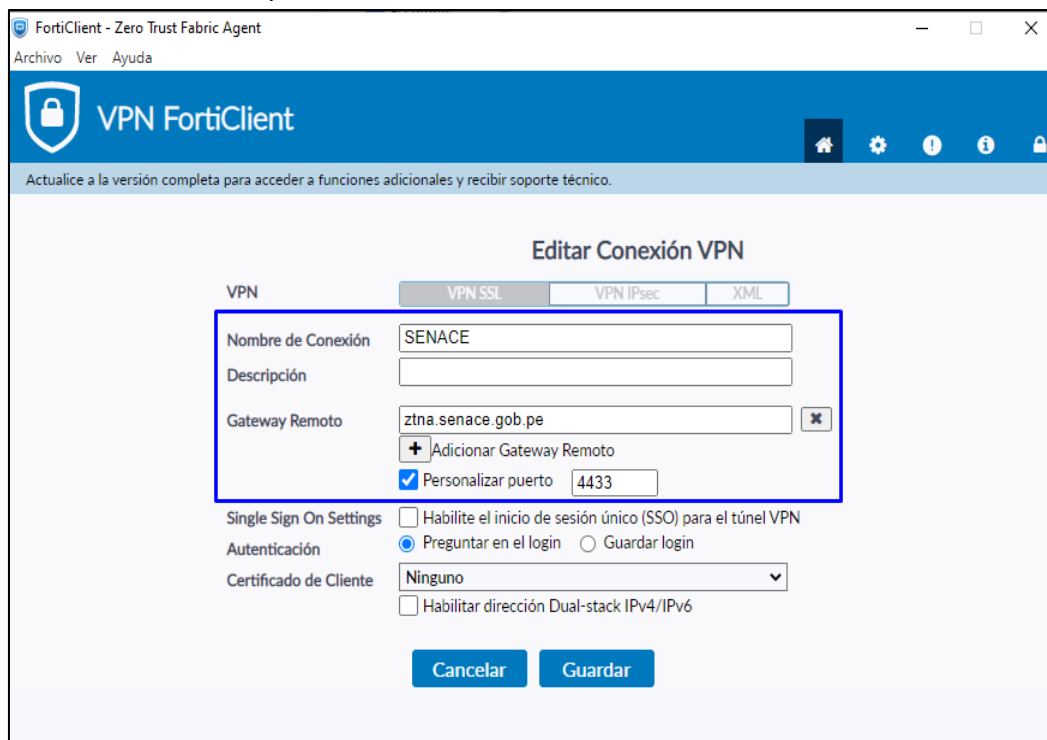 FortiClient - Zero Trust Fabric Agent
Archivo Ver Ayuda
VPN FortiClient
Actualice a la versión completa para acceder a funciones adicionales y recibir soporte técnico.
Editar Conexión VPN
VPN VPN SSL VPN IPsec XML
Nombre de Conexión SENACE
Descripción
Gateway Remoto ztna.senace.gob.pe
Adicionar Gateway Remoto
Personalizar puerto 4433
Single Sign On Settings Habilite el inicio de sesión único (SSO) para el túnel VPN
Autenticación Preguntar en el login Guardar login
Certificado de Cliente Ninguno
Habilitar dirección Dual-stack IPv4/IPv6
Cancelar Guardar